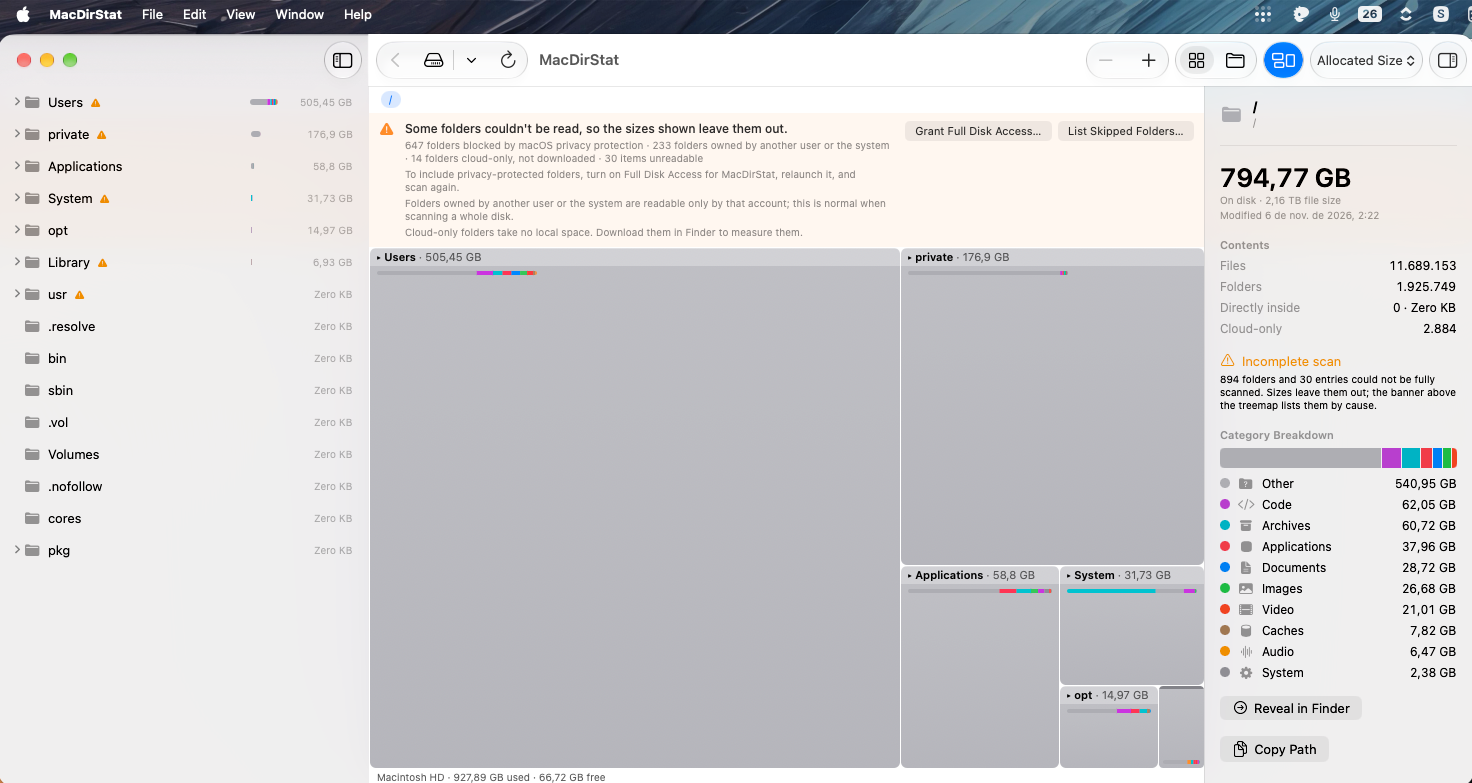 MacDirStat File Edit View Window Help
26
S
MacDirStat
Allocated Size
Users 505,45 GB
private 176,9 GB
Applications 58,8 GB
System 31,73 GB
opt 14,97 GB
Library 6,93 GB
usr Zero KB
.resolve Zero KB
bin Zero KB
sbin Zero KB
.vol Zero KB
Volumes Zero KB
.nofollow Zero KB
cores Zero KB
pkg Zero KB
/
Some folders couldn't be read, so the sizes shown leave them out.
Grant Full Disk Access...
List Skipped Folders...
647 folders blocked by macOS privacy protection · 233 folders owned by another user or the system
· 14 folders cloud-only, not downloaded · 30 items unreadable
To include privacy-protected folders, turn on Full Disk Access for MacDirStat, relaunch it, and
scan again.
Folders owned by another user or the system are readable only by that account; this is normal when
scanning a whole disk.
Cloud-only folders take no local space. Download them in Finder to measure them.
Users · 505,45 GB
private · 176,9 GB
Applications · 58,8 GB
System · 31,73 GB
opt · 14,97 GB
Macintosh HD · 927,89 GB used · 66,72 GB free
/
/
794,77 GB
On disk · 2,16 TB file size
Modified 6 de nov. de 2026, 2:22
Contents
Files 11.689.153
Folders 1.925.749
Directly inside 0 · Zero KB
Cloud-only 2.884
Incomplete scan
894 folders and 30 entries could not be fully
scanned. Sizes leave them out; the banner above
the treemap lists them by cause.
Category Breakdown
Other 540,95 GB
Code 62,05 GB
Archives 60,72 GB
Applications 37,96 GB
Documents 28,72 GB
Images 26,68 GB
Video 21,01 GB
Caches 7,82 GB
Audio 6,47 GB
System 2,38 GB
Reveal in Finder
Copy Path